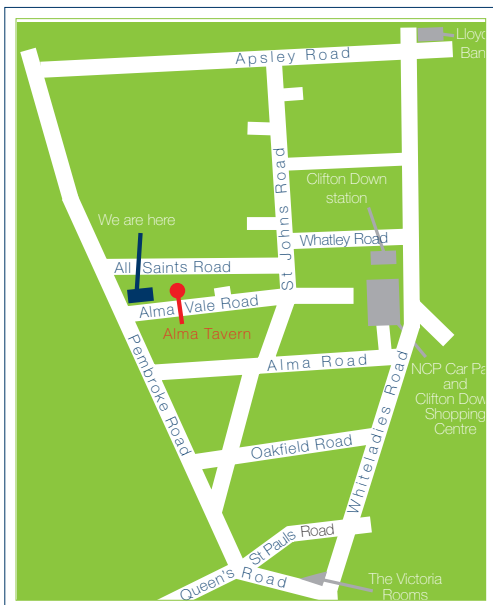 Lloyd
Ban
Apsley Road
St Johns Road
Clifton Down
station
We are here
Whatley Road
All Saints Road
Alma Vale Road
Alma Tavern
Pembroke Road
Alma Road
Whiteladies Road
NCP Car Pa
and
Clifton Dow
Shopping
Centre
Oakfield Road
St Pauls Road
Queen's Road
The Victoria
Rooms